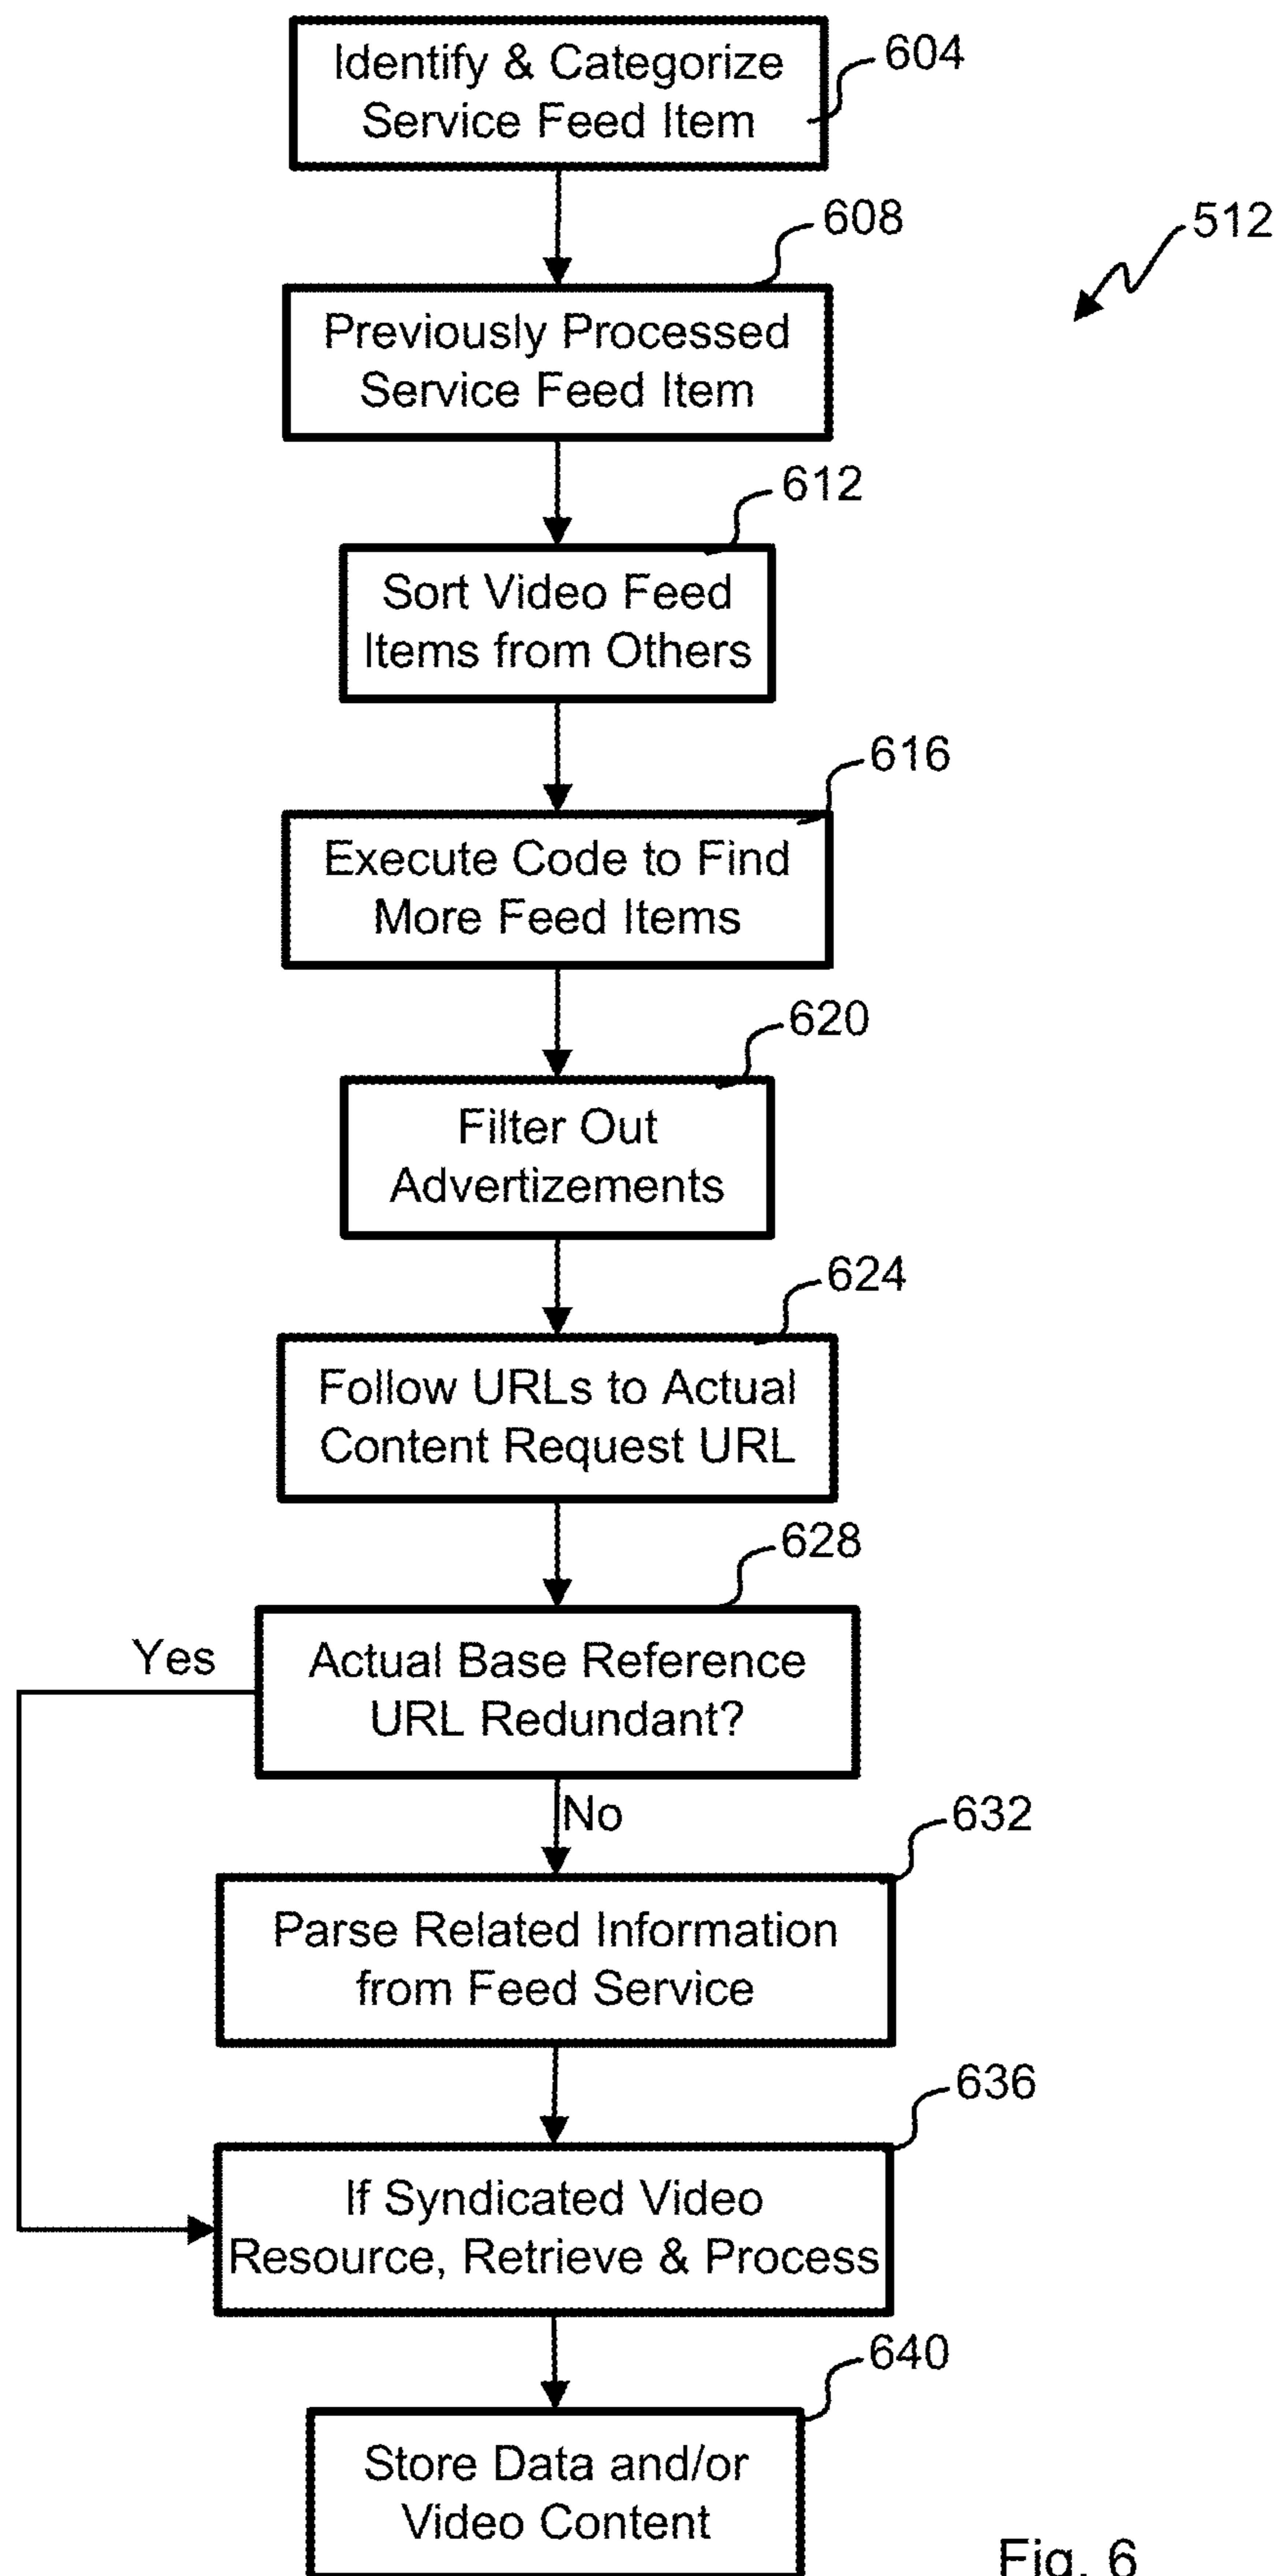 Identify & Categorize
Service Feed Item
604
512
608
Previously Processed
Service Feed Item
612
Sort Video Feed
Items from Others
616
Execute Code to Find
More Feed Items
620
Filter Out
Advertizements
624
Follow URLs to Actual
Content Request URL
628
Yes
Actual Base Reference
URL Redundant?
No
632
Parse Related Information
from Feed Service
636
If Syndicated Video
Resource, Retrieve & Process
640
Store Data and/or
Video Content
Fig. 6